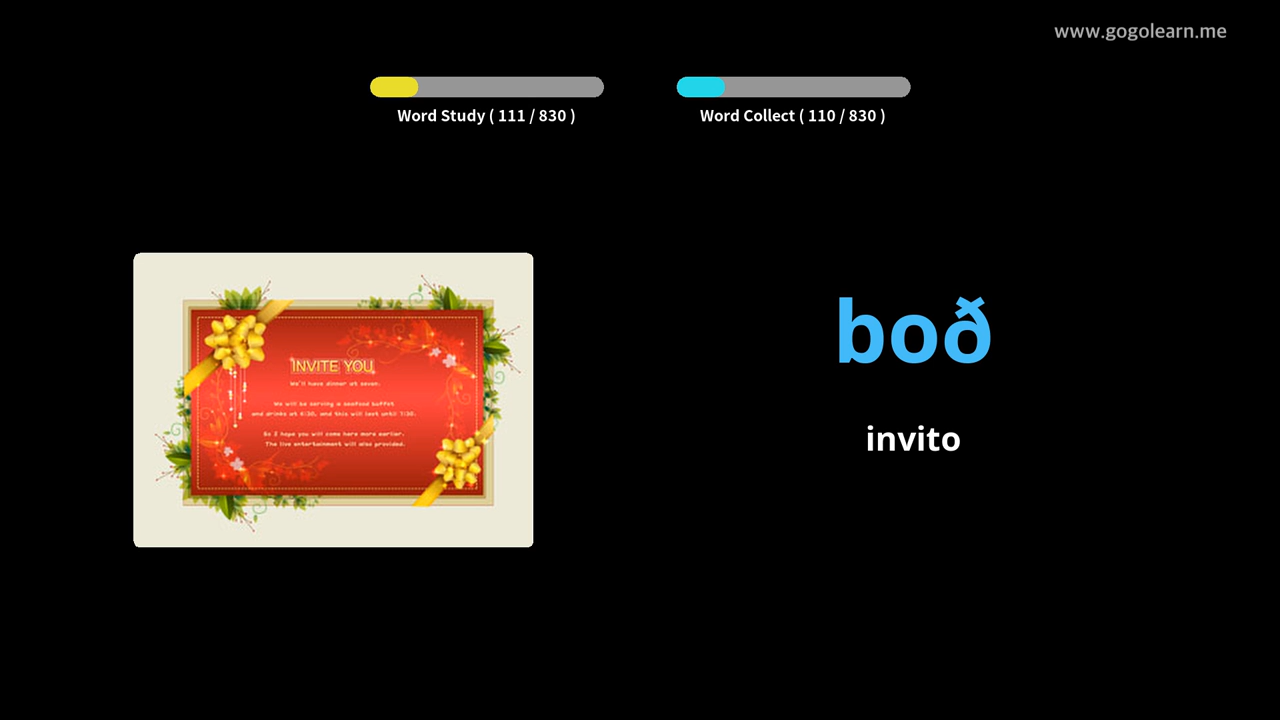 www.gogolearn.me
Word Study ( 111 / 830 )
Word Collect ( 110 / 830 )
INVITE YOU
We'll have dinner at seven.
We will be serving a seafood buffet
and drinks at 6:30, and this will last until 7:30.
So I hope you will come here more earlier.
The live entertainment will also provided.
boð
invito